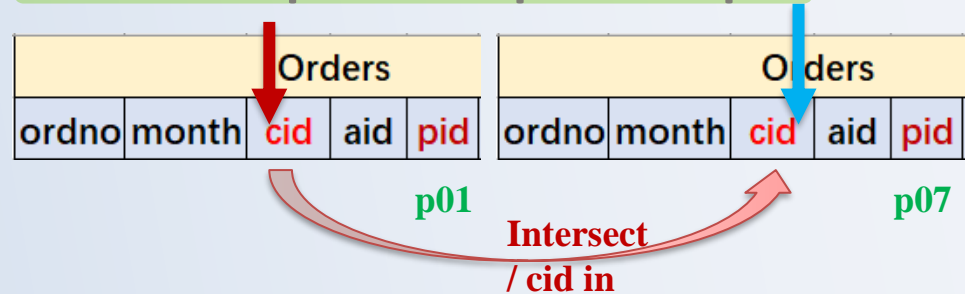 Orders
ordno month cid aid pid
p01
Orders
ordno month cid aid pid
p07
Intersect
/ cid in